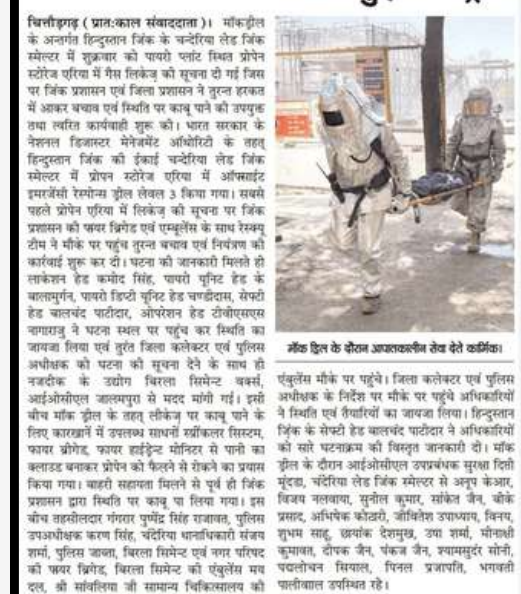 चित्तौड़गढ़ ( प्रात:काल संवाददाता )। मॉकड्रील
के अन्तर्गत हिन्दुस्तान जिंक के चन्देरिया लेड जिंक
स्मेल्टर में शुक्रवार को पायरो प्लांट स्थित प्रोपेन
स्टोरेज एरिया में गैस लिकेज् की सूचना दी गई जिस
पर जिंक प्रशासन एवं जिला प्रशासन ने तुरन्त हरकत
में आकर बचाव एवं स्थिति पर काबू पाने की उपयुक्त
तथा त्वरित कार्यवाही शुरू की। भारत सरकार के
नेशनल डिजास्टर मेनेजमेंट ऑथोरिटी के तहत्
हिन्दुस्तान जिंक की ईकाई चन्देरिया लेड जिंक
स्मेल्टर में प्रोपन स्टोरेज एरिया में ऑफ्साईट
इमरजेंसी रेस्पोन्स ड्रील लेवल 3 किया गया। सबसे
पहले प्रोपेन एरिया में लिकेज् की सूचना पर जिंक
प्रशासन की फायर ब्रिगेड एवं एम्बूलेंस के साथ रेस्क्यू
टीम ने मौके पर पहुंच तुरन्त बचाव एवं नियंत्रण की
कार्रवाई शुरू कर दी। घटना की जानकारी मिलते ही
लाकेशन हेड कमोद सिंह, पायरो यूनिट हेड के
बालामुर्गन, पायरो डिप्टी यूनिट हेड चण्डीदास, सेफ्टी
हेड बालचंद पाटीदार, ओपरेशन हेड टीवीएसएस
नागाराजु ने घटना स्थल पर पहुंच कर स्थिति का
जायजा लिया एवं तुरंत जिला कलेक्टर एवं पुलिस
अधीक्षक को घटना की सूचना देने के साथ ही
नजदीक के उद्योग बिरला सिमेन्ट वर्क्स,
आईओसीएल जालमपुरा से मदद मांगी गई। इसी
बीच मॉक ड्रील के तहत् लीकेज् पर काबू पाने के
लिए कारखानें में उपलब्ध साधनों स्प्रींकलर सिस्टम,
फायर ब्रीगेड, फायर हाईड्रेन्ट मोनिटर से पानी का
क्लाउड बनाकर प्रोपेन को फैलने से रोकने का प्रयास
किया गया। बाहरी सहायता मिलने से पूर्व ही जिंक
प्रशासन द्वारा स्थिति पर काबू पा लिया गया। इस
बीच तहसीलदार गंगरार पुष्पेंद्र सिंह राजावत, पुलिस
उपअधीक्षक करण सिंह, चंदेरिया थानाधिकारी संजय
शर्मा, पुलिस जाब्ता, बिरला सिमेन्ट एवं नगर परिषद
की फायर ब्रिगेड, बिरला सिमेन्ट की एंबुलेंस मय
दल, श्री सांवलिया जी सामान्य चिकित्सालय की
मॉक ड्रिल के दौरान आपातकालीन सेवा देते कार्मिक।
एंबुलेंस मौके पर पहुंचे। जिला कलेक्टर एवं पुलिस
अधीक्षक के निर्देश पर मौके पर पहुंचे अधिकारियों
ने स्थिति एवं तैयारियों का जायजा लिया। हिन्दुस्तान
जिं़क के सेफ्टी हेड बालचंद पाटीदार ने अधिकारियों
को सारे घटनाक्रम की विस्तृत जानकारी दी। मॉक
ड्रील के दौरान आईओसीएल उपप्रबंधक सुरक्षा दिप्ती
मूंदडा, चंदेरिया लेड जिंक स्मेल्टर से अनूप केआर,
विजय नलवाया, सुनील कुमार, सांकेत जैन, बीके
प्रसाद, अभिषेक कोठारी, जोवितेश उपाध्याय, विनय,
शुभम साहू, छायांक देशमुख, उषा शर्मा, मीनाक्षी
कुमावत, दीपक जैन, पंकज जैन, श्यामसुदंर सोनी,
पद्मलोचन सियाल, पिनल प्रजापति, भगवती
पालीवाल उपस्थित रहे।